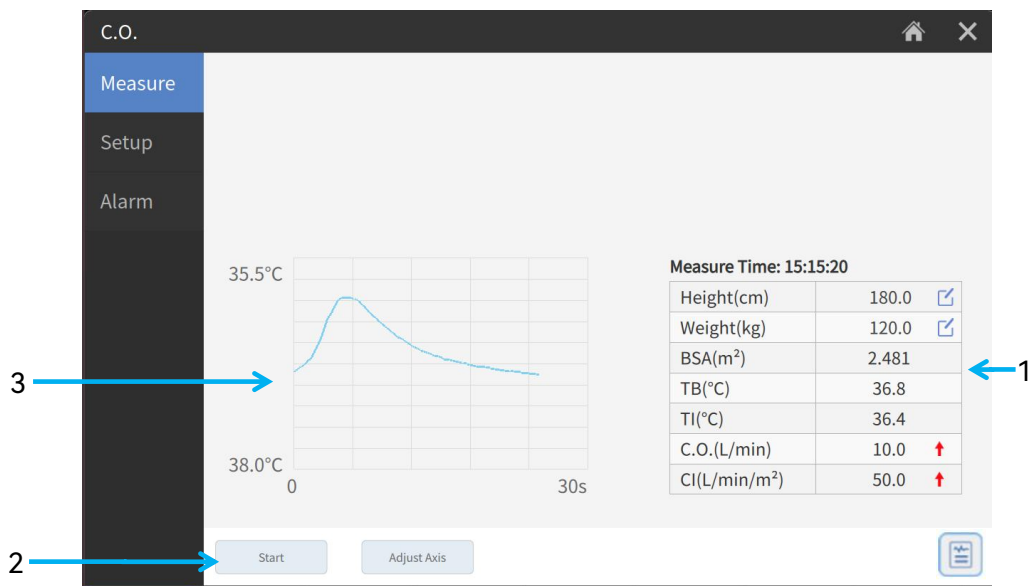 C.O.
Measure
Setup
Alarm
35.5°C
38.0°C
0
30s
Measure Time: 15:15:20
Height(cm) 180.0
Weight(kg) 120.0
BSA(m²) 2.481
TB(°C) 36.8
TI(°C) 36.4
C.O.(L/min) 10.0
CI(L/min/m²) 50.0
1
3
2
Start
Adjust Axis